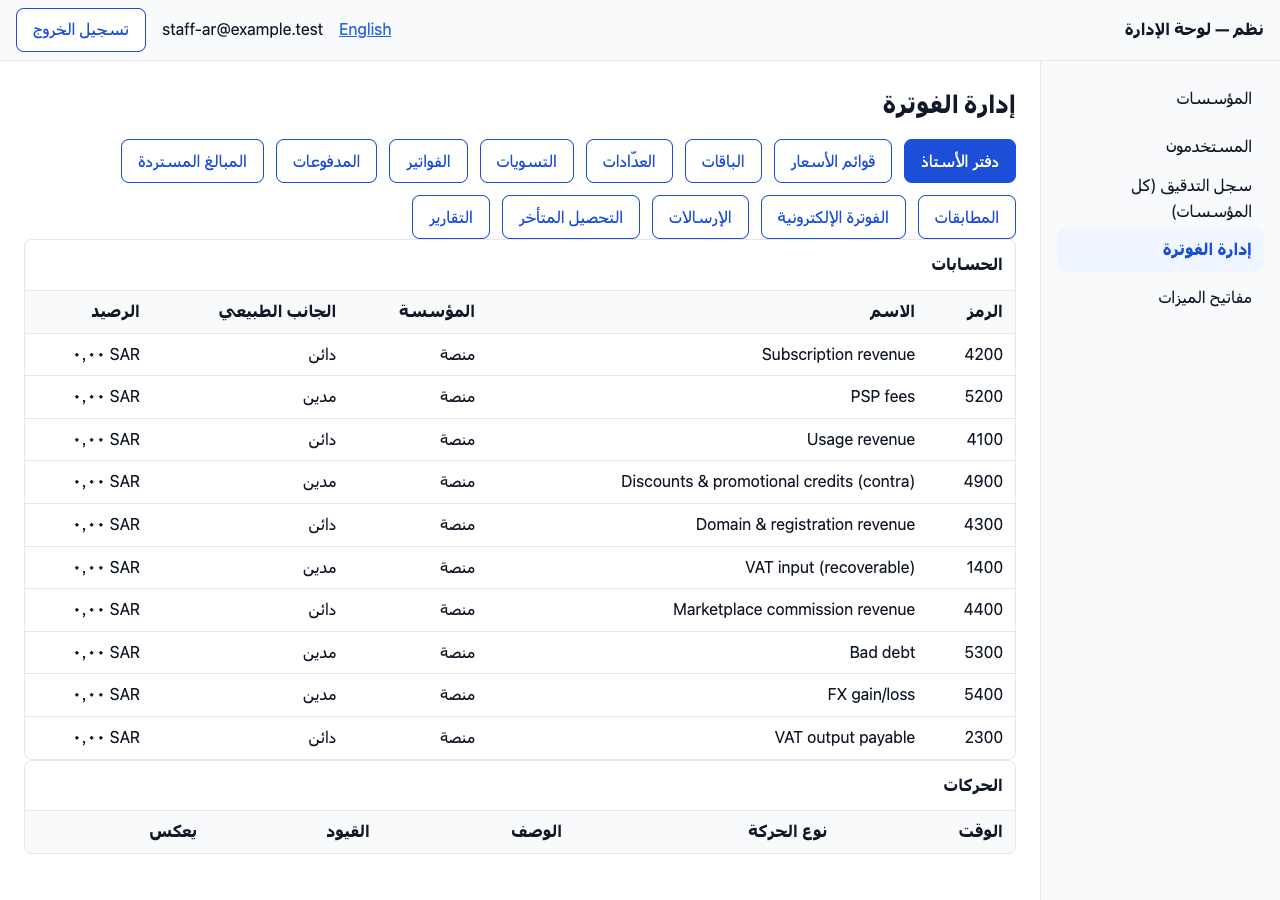 نظم — لوحة الإدارة
English
staff-ar@example.test
تسجيل الخروج
المؤسسات
المستخدمون
سجل التدقيق (كل
المؤسسات)
إدارة الفوترة
مفاتيح الميزات
إدارة الفوترة
دفتر الأستاذ قوائم الأسعار الباقات العدّادات التسويات الفواتير المدفوعات المبالغ المستردة
المطابقات الفوترة الإلكترونية الإرسالات التحصيل المتأخر التقارير
الحسابات
الرمز الاسم المؤسسة الجانب الطبيعي الرصيد
4200 Subscription revenue منصة دائن ٠,٠٠ SAR
5200 PSP fees منصة مدين ٠,٠٠ SAR
4100 Usage revenue منصة دائن ٠,٠٠ SAR
4900 Discounts & promotional credits (contra) منصة مدين ٠,٠٠ SAR
4300 Domain & registration revenue منصة دائن ٠,٠٠ SAR
1400 VAT input (recoverable) منصة مدين ٠,٠٠ SAR
4400 Marketplace commission revenue منصة دائن ٠,٠٠ SAR
5300 Bad debt منصة مدين ٠,٠٠ SAR
5400 FX gain/loss منصة مدين ٠,٠٠ SAR
2300 VAT output payable منصة دائن ٠,٠٠ SAR
الحركات
الوقت نوع الحركة الوصف القيود يعكس